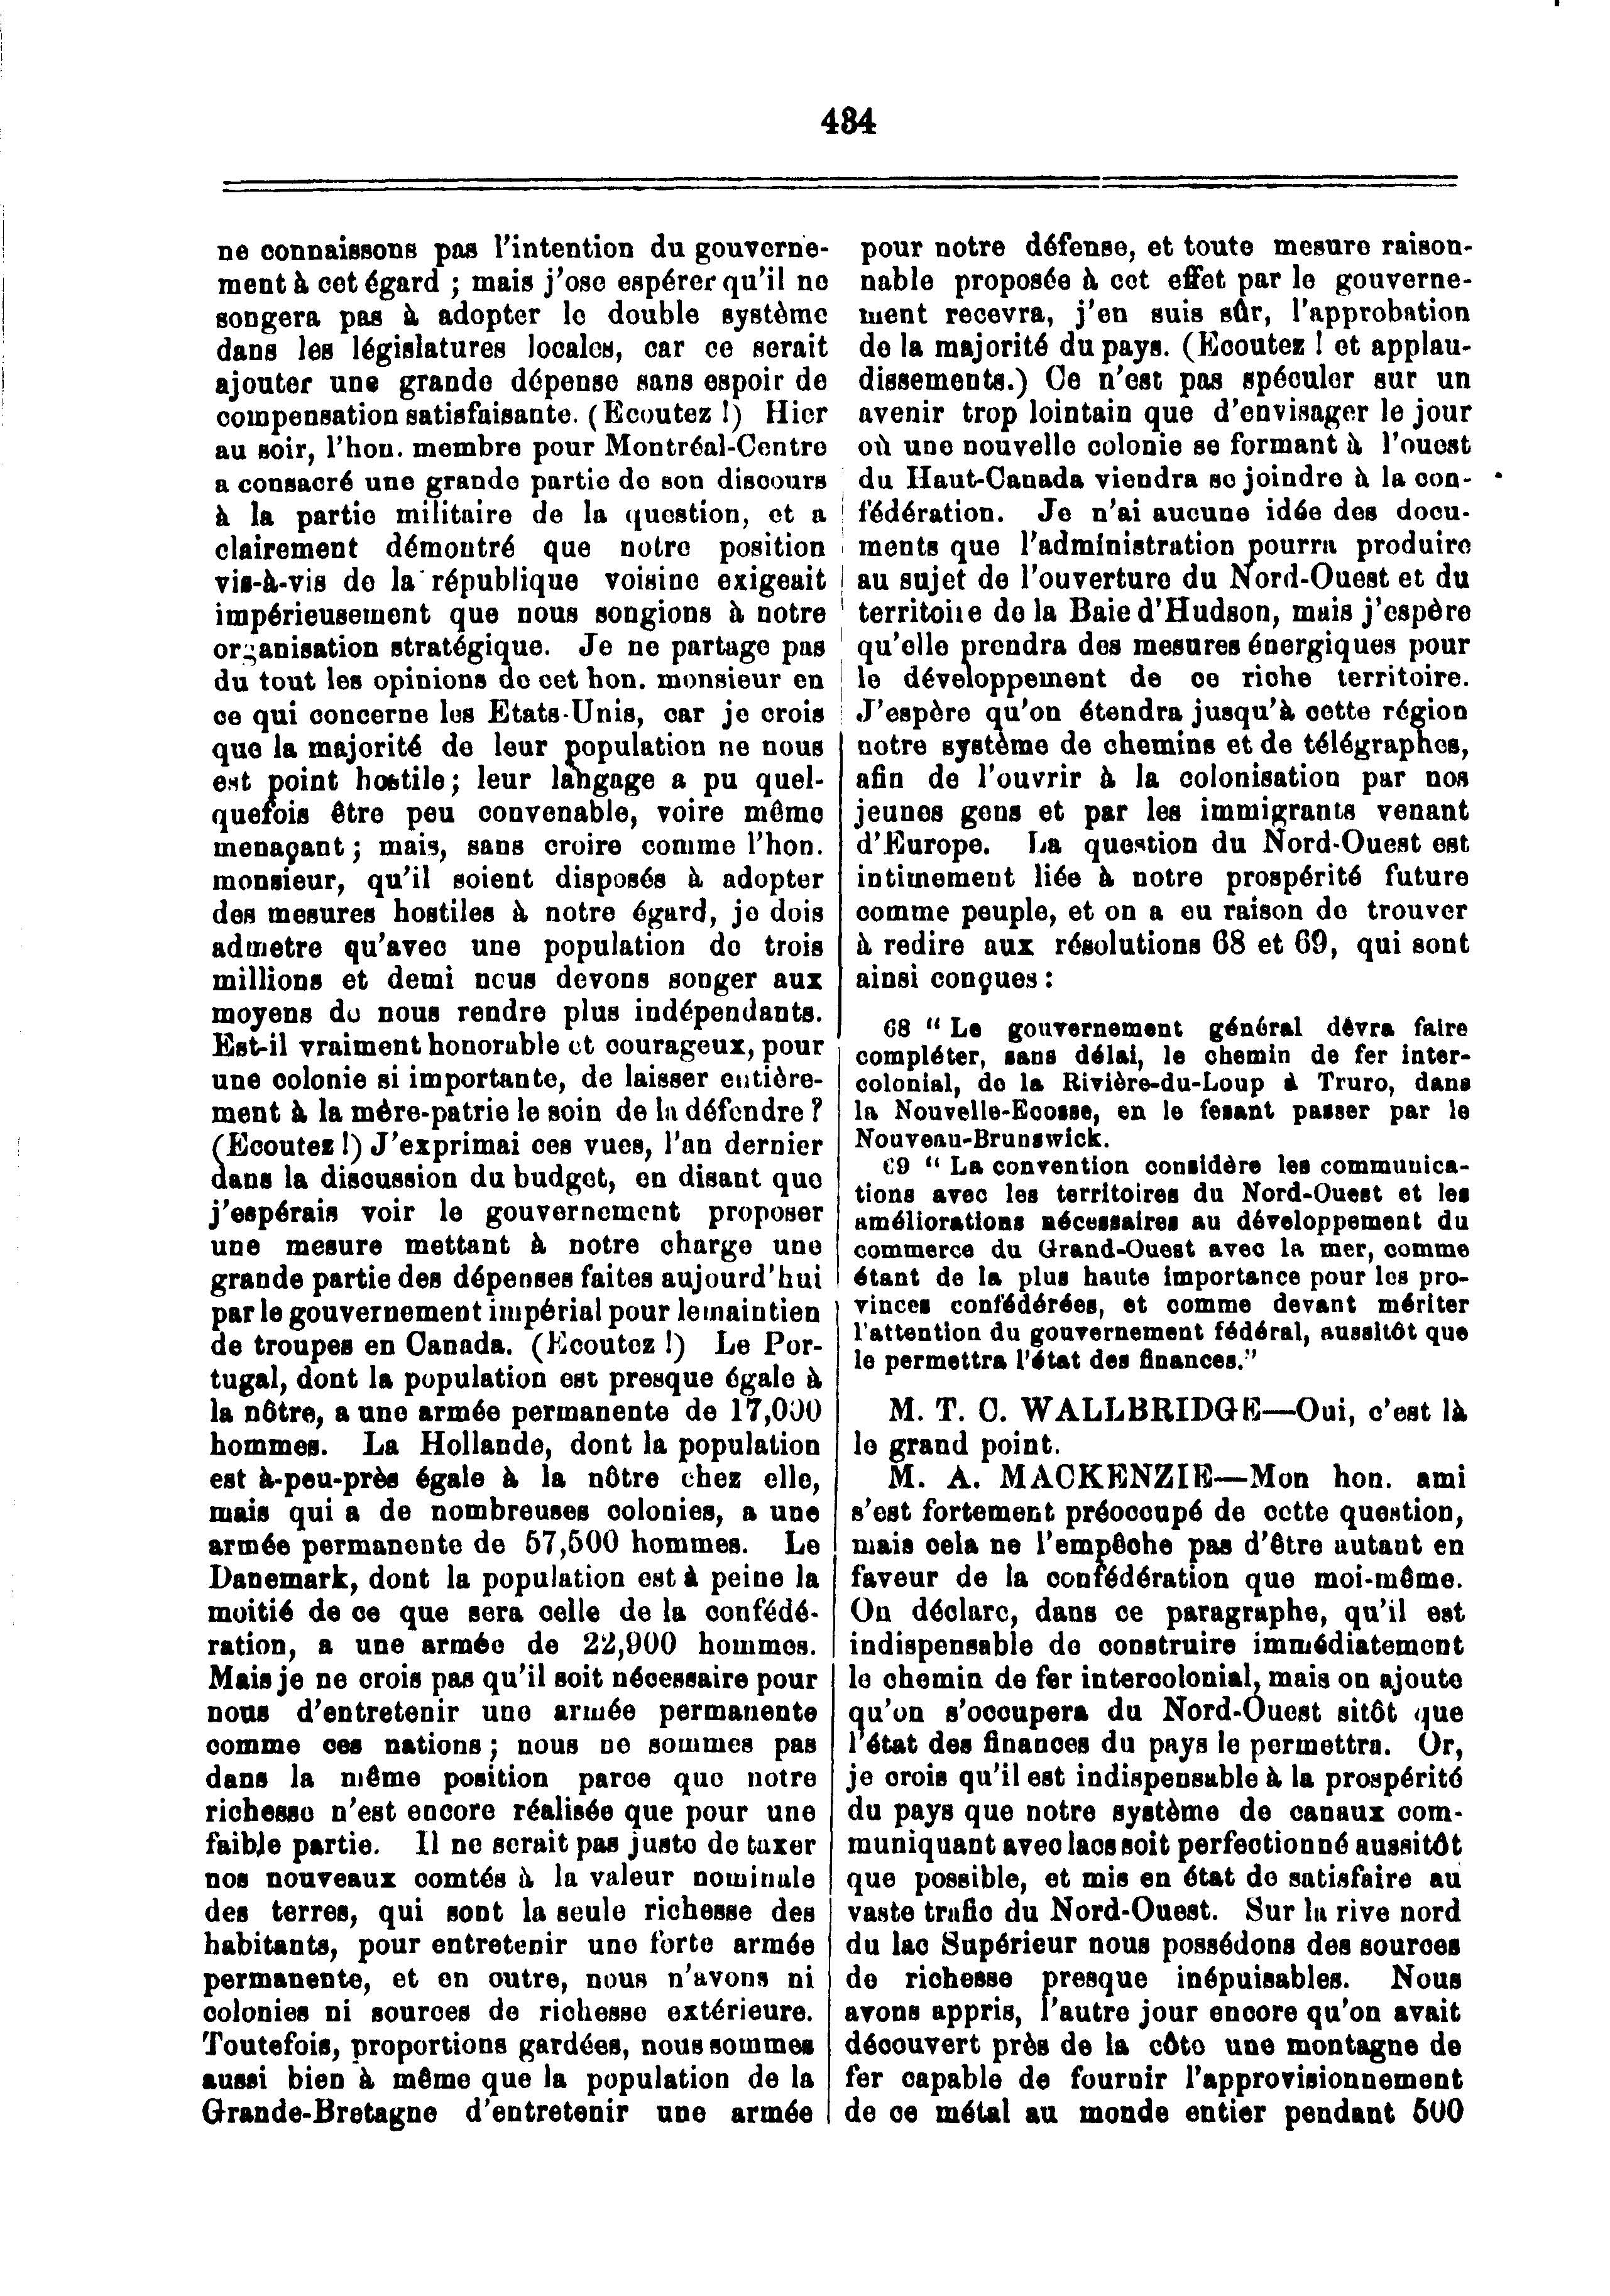 434
ne connaissons pas l'intention du gouverne-
ment à cet égard ; mais j'ose espérer qu'il ne
songera pas à adopter le double système
dans les législatures locales, car ce serait
ajouter une grande dépense sans espoir de
compensation satisfaisante. (Ecoutez !) Hier
au soir, l'hon. membre pour Montréal-Centre
a consacré une grande partie de son discours
à la partie militaire de la question, et a
clairement démontré que notre position
vis-à-vis de la république voisine exigeait
impérieusement que nous songions à notre
organisation stratégique. Je ne partage pas
du tout les opinions de cet hon. monsieur en
ce qui concerne les Etats-Unis, car je crois
que la majorité de leur population ne nous
est point hostile; leur langage a pu quel-
quefois être peu convenable, voire même
menaçant ; mais, sans croire comme l'hon.
monsieur, qu'il soient disposés à adopter
des mesures hostiles à notre égard, je dois
admetre qu'avec une population de trois
millions et demi nous devons songer aux
moyens de nous rendre plus indépendants.
Est-il vraiment honorable et courageux, pour
une colonie si importante, de laisser entière-
ment à la mère-patrie le soin de la défendre ?
(Ecoutez !) J'exprimai ces vues, l'an dernier
dans la discussion du budget, en disant que
j'espérais voir le gouvernement proposer
une mesure mettant à notre charge une
grande partie des dépenses faites aujourd'hui
par le gouvernement impérial pour le maintien
de troupes en Canada. (Ecoutez !) Le Por-
tugal, dont la population est presque égale à
la nôtre, a une armée permanente de 17,000
hommes. La Hollande, dont la population
est à-peu-près égale à la nôtre chez elle,
mais qui a de nombreuses colonies, a une
armée permanente de 57,500 hommes. Le
Danemark, dont la population est à peine la
moitié de ce que sera celle de la confédé-
ration, a une armée de 22,900 hommes.
Mais je ne crois pas qu'il soit nécessaire pour
nous d'entretenir une armée permanente
comme ces nations ; nous ne sommes pas
dans la même position parce que notre
richesse n'est encore réalisée que pour une
faible partie. Il ne serait pas juste de taxer
nos nouveaux comtés à la valeur nominale
des terres, qui sont la seule richesse des
habitants, pour entretenir une forte armée
permanente, et en outre, nous n'avons ni
colonies ni sources de richesse extérieure.
Toutefois, proportions gardées, nous sommes
aussi bien à même que la population de la
Grande-Bretagne d'entretenir une armée
pour notre défense, et toute mesure raison-
nable proposée à cet effet par le gouverne-
ment recevra, j'en suis sûr, l'approbation
de la majorité du pays. (Ecoutez ! et applau-
dissements.) Ce n'est pas spéculer sur un
avenir trop lointain que d'envisager le jour
où une nouvelle colonie se formant à l'ouest
du Haut-Canada viendra se joindre à la con-
fédération. Je n'ai aucune idée des docu-
ments que l'administration pourra produire
au sujet de l'ouverture du Nord-Ouest et du
territoire de la Baie d'Hudson, mais j'espère
qu'elle prendra des mesures énergiques pour
le développement de ce riche territoire.
J'espère qu'on étendra jusqu'à cette région
notre système de chemins et de télégraphes,
afin de l'ouvrir à la colonisation par nos
jeunes gens et par les immigrants venant
d'Europe. La question du Nord-Ouest est
intimement liée à notre prospérité future
comme peuple, et on a eu raison de trouver
à redire aux résolutions 68 et 69, qui sont
ainsi conçues :
68 " Le gouvernement général dêvra faire
compléter, sans délai, le chemin de fer inter-
colonial, de la Rivière-du-Loup à Truro, dans
la Nouvelle-Ecosse, en le fesant passer par le
Nouveau-Brunswick.
69 " La convention considère les communica-
tions avec les territoires du Nord-Ouest et les
améliorations nécessaires au développement du
commerce du Grand-Ouest avec la mer, comme
étant de la plus haute importance pour les pro-
vinces confédérées, et comme devant mériter
l'attention du gouvernement fédéral, aussitôt que
le permettra l'état des finances."
M. T. C. WALLBRIDGE—Oui, c'est là
le grand point.
M. A. MACKENZIE—Mon hon. ami
s'est fortement préoccupé de cette question,
mais cela ne l'empêche pas d'être autant en
faveur de la confédération que moi-même.
On déclare, dans ce paragraphe, qu'il est
indispensable de construire immédiatement
le chemin de fer intercolonial, mais on ajoute
qu'on s'occupera du Nord-Ouest sitôt que
l'état des finances du pays le permettra. Or,
je crois qu'il est indispensable à la prospérité
du pays que notre système de canaux com-
muniquant avec lacs soit perfectionné aussitôt
que possible, et mis en état de satisfaire au
vaste trafic du Nord-Ouest. Sur la rive nord
du lac Supérieur nous possédons des sources
de richesse presque inépuisables. Nous
avons appris, l'autre jour encore qu'on avait
découvert près de la côte une montagne de
fer capable de fournir l'approvisionnement
de ce métal au monde entier pendant 500